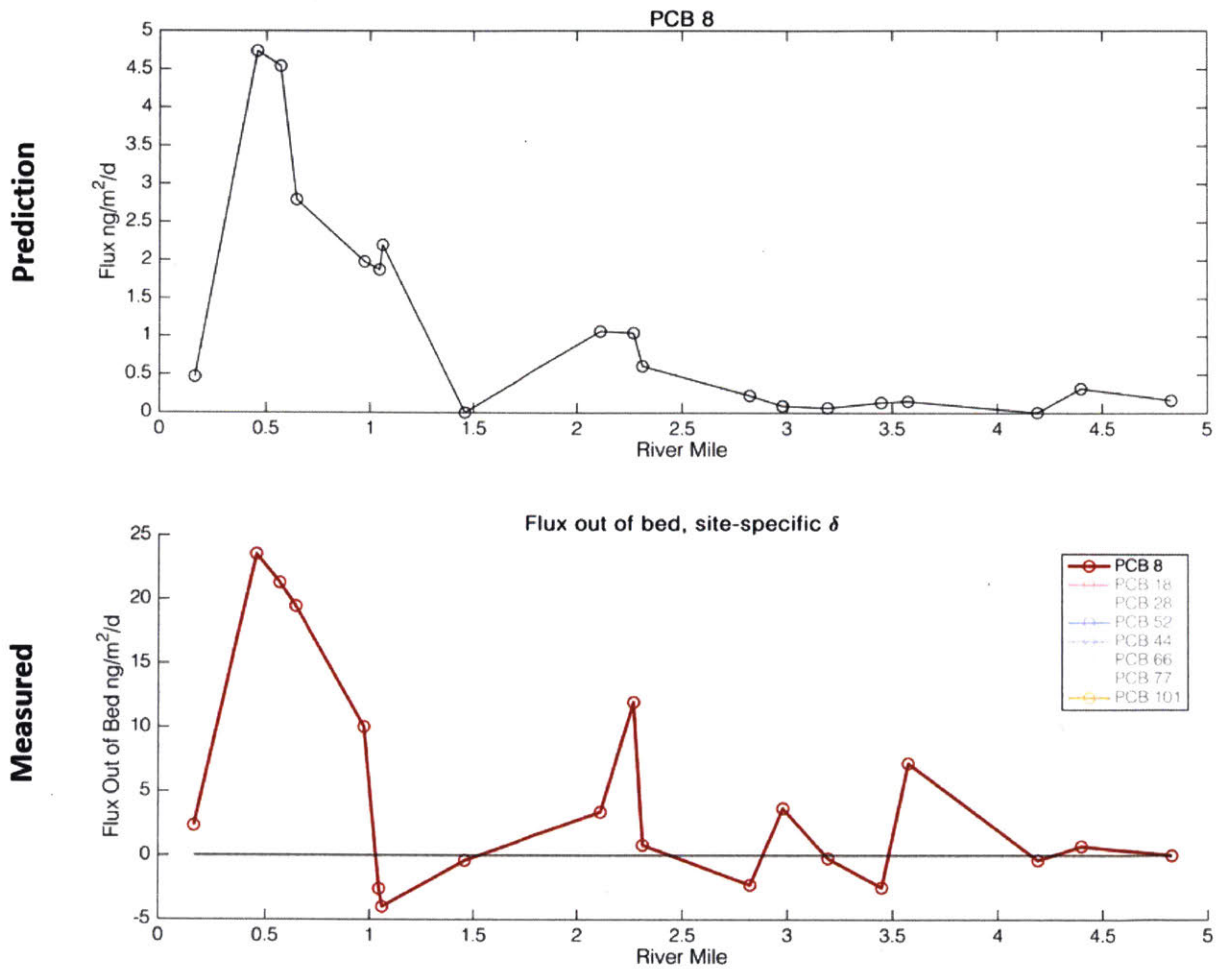 PCB 8
Prediction
Flux ng/m²/d
5
4.5
4
3.5
3
2.5
2
1.5
1
0.5
0
0 0.5 1 1.5 2 2.5 3 3.5 4 4.5 5
River Mile
Flux out of bed, site-specific δ
Measured
Flux Out of Bed ng/m²/d
25
20
15
10
5
0
-5
PCB 8
PCB 18
PCB 28
PCB 52
PCB 44
PCB 66
PCB 77
PCB 101
0 0.5 1 1.5 2 2.5 3 3.5 4 4.5 5
River Mile